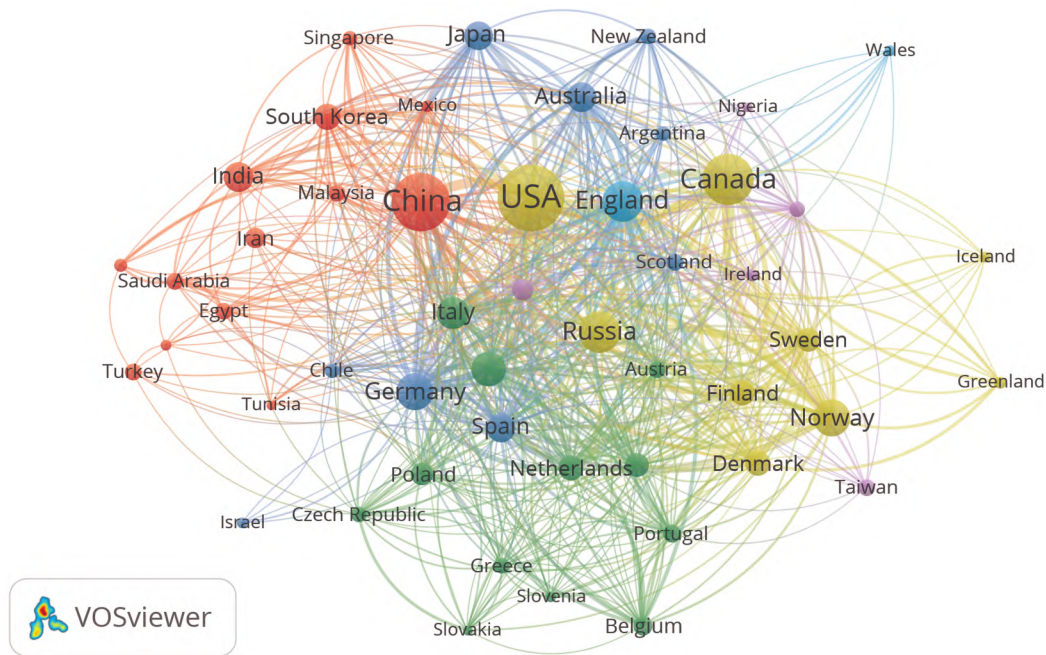 Singapore
Japan
New Zealand
Wales
Mexico
Australia
Nigeria
South Korea
Argentina
India
Malaysia
China
USA
England
Canada
Iran
Scotland
Ireland
Iceland
Saudi Arabia
Egypt
Italy
Russia
Sweden
Turkey
Chile
Austria
Greenland
Tunisia
Germany
Finland
Norway
Spain
Poland
Netherlands
Denmark
Taiwan
Israel
Czech Republic
Portugal
Greece
Slovenia
Slovakia
Belgium
VOSviewer